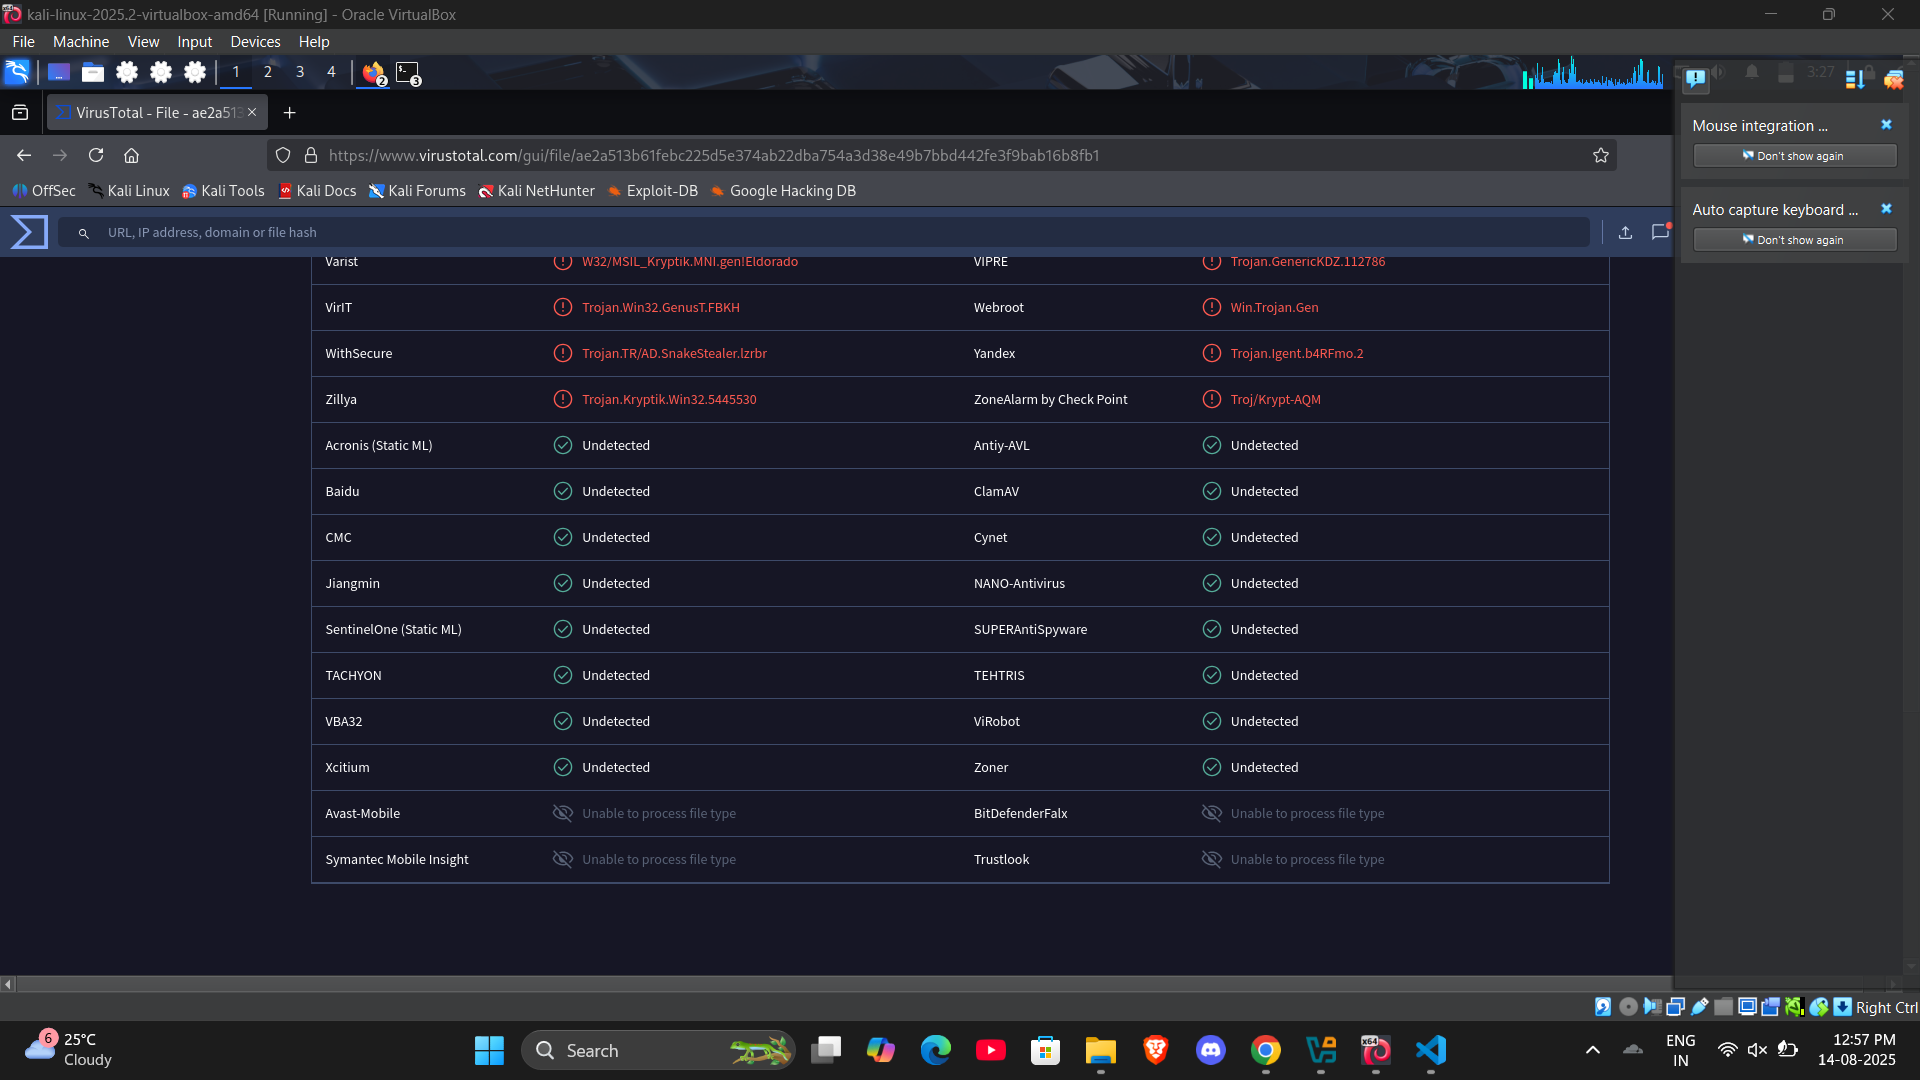 kali-linux-2025.2-virtualbox-amd64 [Running] - Oracle VirtualBox
File Machine View Input Devices Help
1 2 3 4 2 3 3:27
VirusTotal - File - ae2a513
https://www.virustotal.com/gui/file/ae2a513b61febc225d5e374ab22dba754a3d38e49b7bbd442fe3f9bab16b8fb1
OffSec Kali Linux Kali Tools Kali Docs Kali Forums Kali NetHunter Exploit-DB Google Hacking DB
URL, IP address, domain or file hash
Mouse integration ...
Don't show again
Auto capture keyboard ...
Don't show again
Varist W32/MSIL_Kryptik.MNI.gen!Eldorado VIPRE Trojan.GenericKDZ.112786
VirIT Trojan.Win32.GenusT.FBKH Webroot Win.Trojan.Gen
WithSecure Trojan.TR/AD.SnakeStealer.lzrbr Yandex Trojan.Igent.b4RFmo.2
Zillya Trojan.Kryptik.Win32.5445530 ZoneAlarm by Check Point Troj/Krypt-AQM
Acronis (Static ML) Undetected Antiy-AVL Undetected
Baidu Undetected ClamAV Undetected
CMC Undetected Cynet Undetected
Jiangmin Undetected NANO-Antivirus Undetected
SentinelOne (Static ML) Undetected SUPERAntiSpyware Undetected
TACHYON Undetected TEHTRIS Undetected
VBA32 Undetected ViRobot Undetected
Xcitium Undetected Zoner Undetected
Avast-Mobile Unable to process file type BitDefenderFalx Unable to process file type
Symantec Mobile Insight Unable to process file type Trustlook Unable to process file type
Right Ctrl
6 25°C
Cloudy
Search
x64
ENG
IN
12:57 PM
14-08-2025